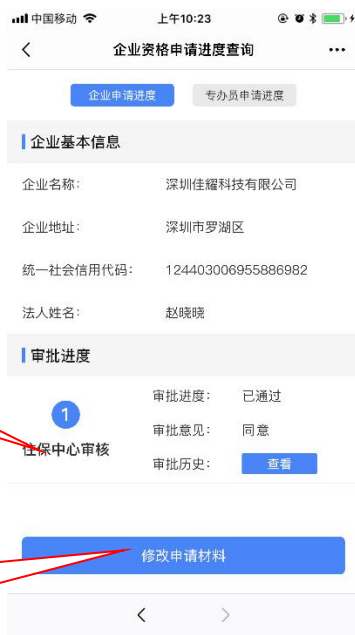 中国移动 上午10:23
企业资格申请进度查询
企业申请进度 专办员申请进度
企业基本信息
企业名称： 深圳佳耀科技有限公司
企业地址： 深圳市罗湖区
统一社会信用代码： 124403006955886982
法人姓名： 赵晓晓
审批进度
1
住保中心审核
审批进度： 已通过
审批意见： 同意
审批历史： 查看
修改申请材料